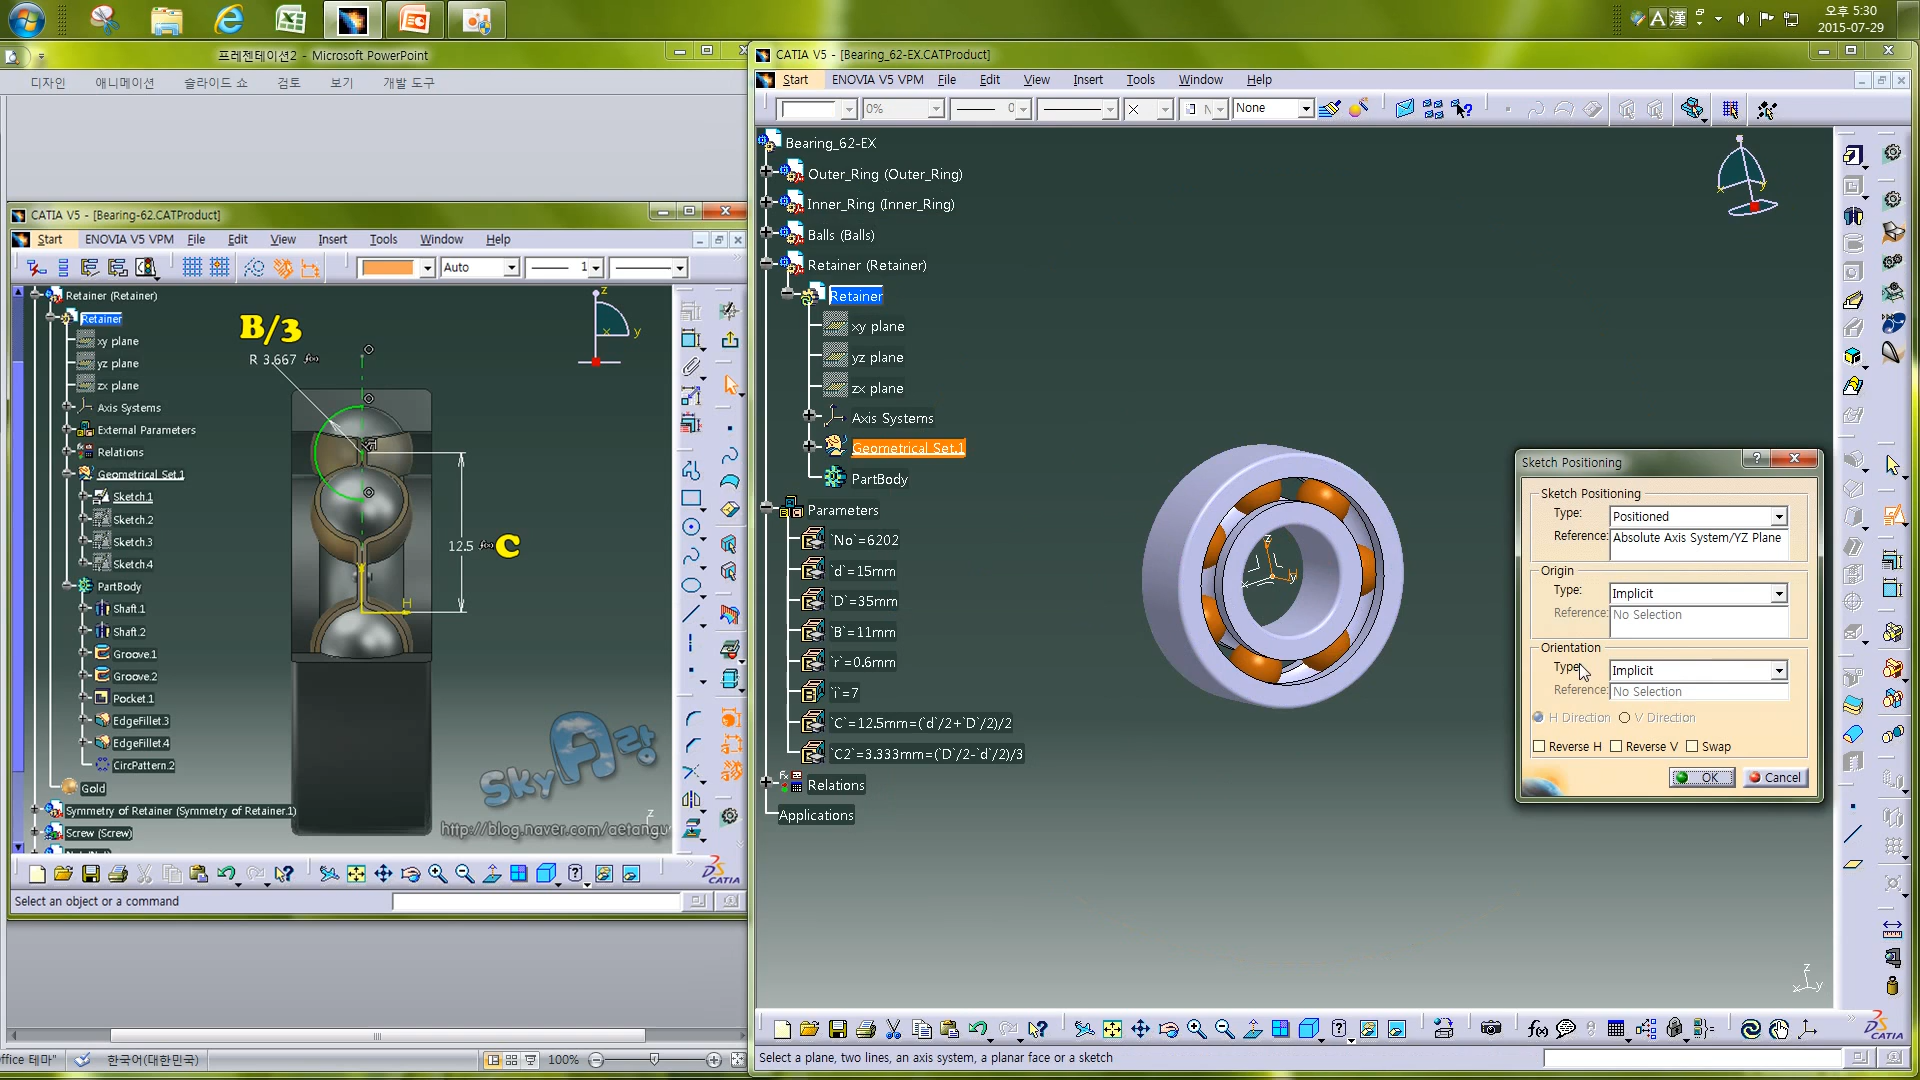 오후 5:30
2015-07-29
프레젠테이션2 - Microsoft PowerPoint
디자인 애니메이션 슬라이드 쇼 검토 보기 개발 도구
CATIA V5 - [Bearing-62.CATProduct]
Start ENOVIA V5 VPM File Edit View Insert Tools Window Help
Auto 1
Retainer (Retainer)
Retainer
xy plane
yz plane
zx plane
Axis Systems
External Parameters
Relations
Geometrical Set.1
Sketch.1
Sketch.2
Sketch.3
Sketch.4
PartBody
Shaft.1
Shaft.2
Groove.1
Groove.2
Pocket.1
EdgeFillet.3
EdgeFillet.4
CircPattern.2
Gold
Symmetry of Retainer (Symmetry of Retainer.1)
Screw (Screw)
B/3
R 3.667 f(x)
12.5 f(x) C
H
z
x y
Sky A랑
http://blog.naver.com/aetangu
z
CATIA
Select an object or a command
ffice 테마" 한국어(대한민국) 100%
CATIA V5 - [Bearing_62-EX.CATProduct]
Start ENOVIA V5 VPM File Edit View Insert Tools Window Help
0% 0 N None
Bearing_62-EX
Outer_Ring (Outer_Ring)
Inner_Ring (Inner_Ring)
Balls (Balls)
Retainer (Retainer)
Retainer
xy plane
yz plane
zx plane
Axis Systems
Geometrical Set.1
PartBody
Parameters
`No`=6202
`d`=15mm
`D`=35mm
`B`=11mm
`r`=0.6mm
`i`=7
`C`=12.5mm=(`d`/2+`D`/2)/2
`C2`=3.333mm=(`D`/2-`d`/2)/3
Relations
Applications
Sketch Positioning
Sketch Positioning
Type: Positioned
Reference: Absolute Axis System/YZ Plane
Origin
Type: Implicit
Reference: No Selection
Orientation
Type: Implicit
Reference: No Selection
H Direction V Direction
Reverse H Reverse V Swap
OK Cancel
z
x y
CATIA
Select a plane, two lines, an axis system, a planar face or a sketch